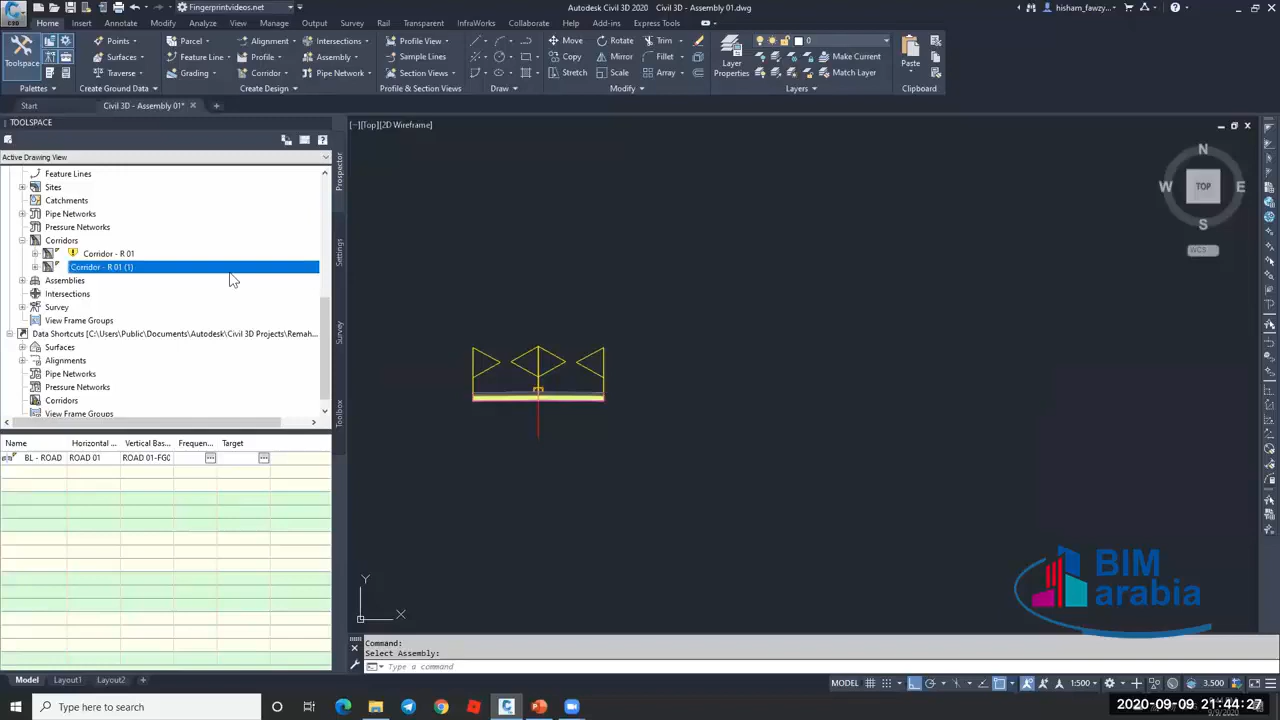 C3D
Fingerprintvideos.net
Autodesk Civil 3D 2020 Civil 3D - Assembly 01.dwg
hisham_fawzy...
Home Insert Annotate Modify Analyze View Manage Output Survey Rail Transparent InfraWorks Collaborate Help Add-ins Express Tools
Toolspace
Palettes
Points
Surfaces
Traverse
Create Ground Data
Parcel
Feature Line
Grading
Alignment
Profile
Corridor
Intersections
Assembly
Pipe Network
Create Design
Profile View
Sample Lines
Section Views
Profile & Section Views
Draw
Move
Copy
Stretch
Rotate
Mirror
Scale
Trim
Fillet
Array
Modify
Layer
Properties
0
Make Current
Match Layer
Layers
Paste
Clipboard
Start
Civil 3D - Assembly 01*
TOOLSPACE
Active Drawing View
Feature Lines
Sites
Catchments
Pipe Networks
Pressure Networks
Corridors
Corridor - R 01
Corridor - R 01 (1)
Assemblies
Intersections
Survey
View Frame Groups
Data Shortcuts [C:\Users\Public\Documents\Autodesk\Civil 3D Projects\Remah...
Surfaces
Alignments
Pipe Networks
Pressure Networks
Corridors
View Frame Groups
Prospector
Settings
Survey
Toolbox
Name Horizontal ... Vertical Bas... Frequen... Target
BL - ROAD ROAD 01 ROAD 01-FG0
[−][Top][2D Wireframe]
N
W TOP E
S
WCS
Y
X
BIM
arabia
Command:
Select Assembly:
Type a command
Model Layout1 Layout2
MODEL
1:500
3.500
Type here to search
2020-09-09, 21:44:27